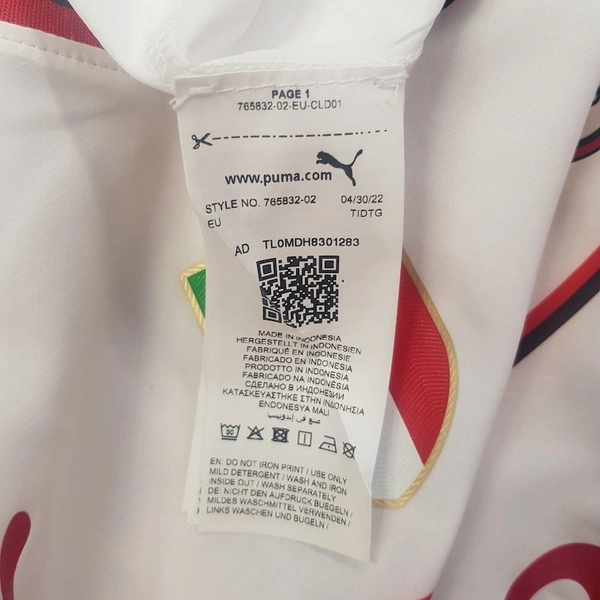 PAGE 1
765832-02-EU-CLD01
www.puma.com
STYLE NO. 765832-02 04/30/22
EU TIDTG
AD TL0MDH8301283
MADE IN INDONESIA
HERGESTELLT IN INDONESIEN
FABRIQUÉ EN INDONÉSIE
FABRICADO EN INDONESIA
PRODOTTO IN INDONESIA
FABRICADO NA INDONÉSIA
СДЕЛАНО В ИНДОНЕЗИИ
ΚΑΤΑΣΚΕΥΑΣΤΗΚΕ ΣΤΗΝ ΙΝΔΟΝΗΣΙΑ
ENDONESYA MALI
صنع في إندونيسيا
30
EN: DO NOT IRON PRINT / USE ONLY
MILD DETERGENT / WASH AND IRON
INSIDE OUT / WASH SEPARATELY
DE: NICHT DEN AUFDRUCK BUEGELN /
MILDES WASCHMITTEL VERWENDEN /
LINKS WASCHEN UND BUGELN /